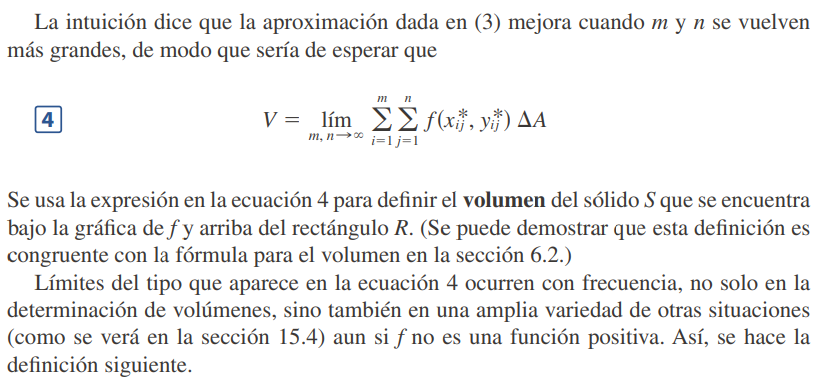 La intuición dice que la aproximación dada en (3) mejora cuando m y n se vuelven
más grandes, de modo que sería de esperar que
4 V = lím_{m, n→∞} ∑_{i=1}^{m} ∑_{j=1}^{n} f(x_{ij}^*, y_{ij}^*) ΔA
Se usa la expresión en la ecuación 4 para definir el volumen del sólido S que se encuentra
bajo la gráfica de f y arriba del rectángulo R. (Se puede demostrar que esta definición es
congruente con la fórmula para el volumen en la sección 6.2.)
Límites del tipo que aparece en la ecuación 4 ocurren con frecuencia, no solo en la
determinación de volúmenes, sino también en una amplia variedad de otras situaciones
(como se verá en la sección 15.4) aun si f no es una función positiva. Así, se hace la
definición siguiente.